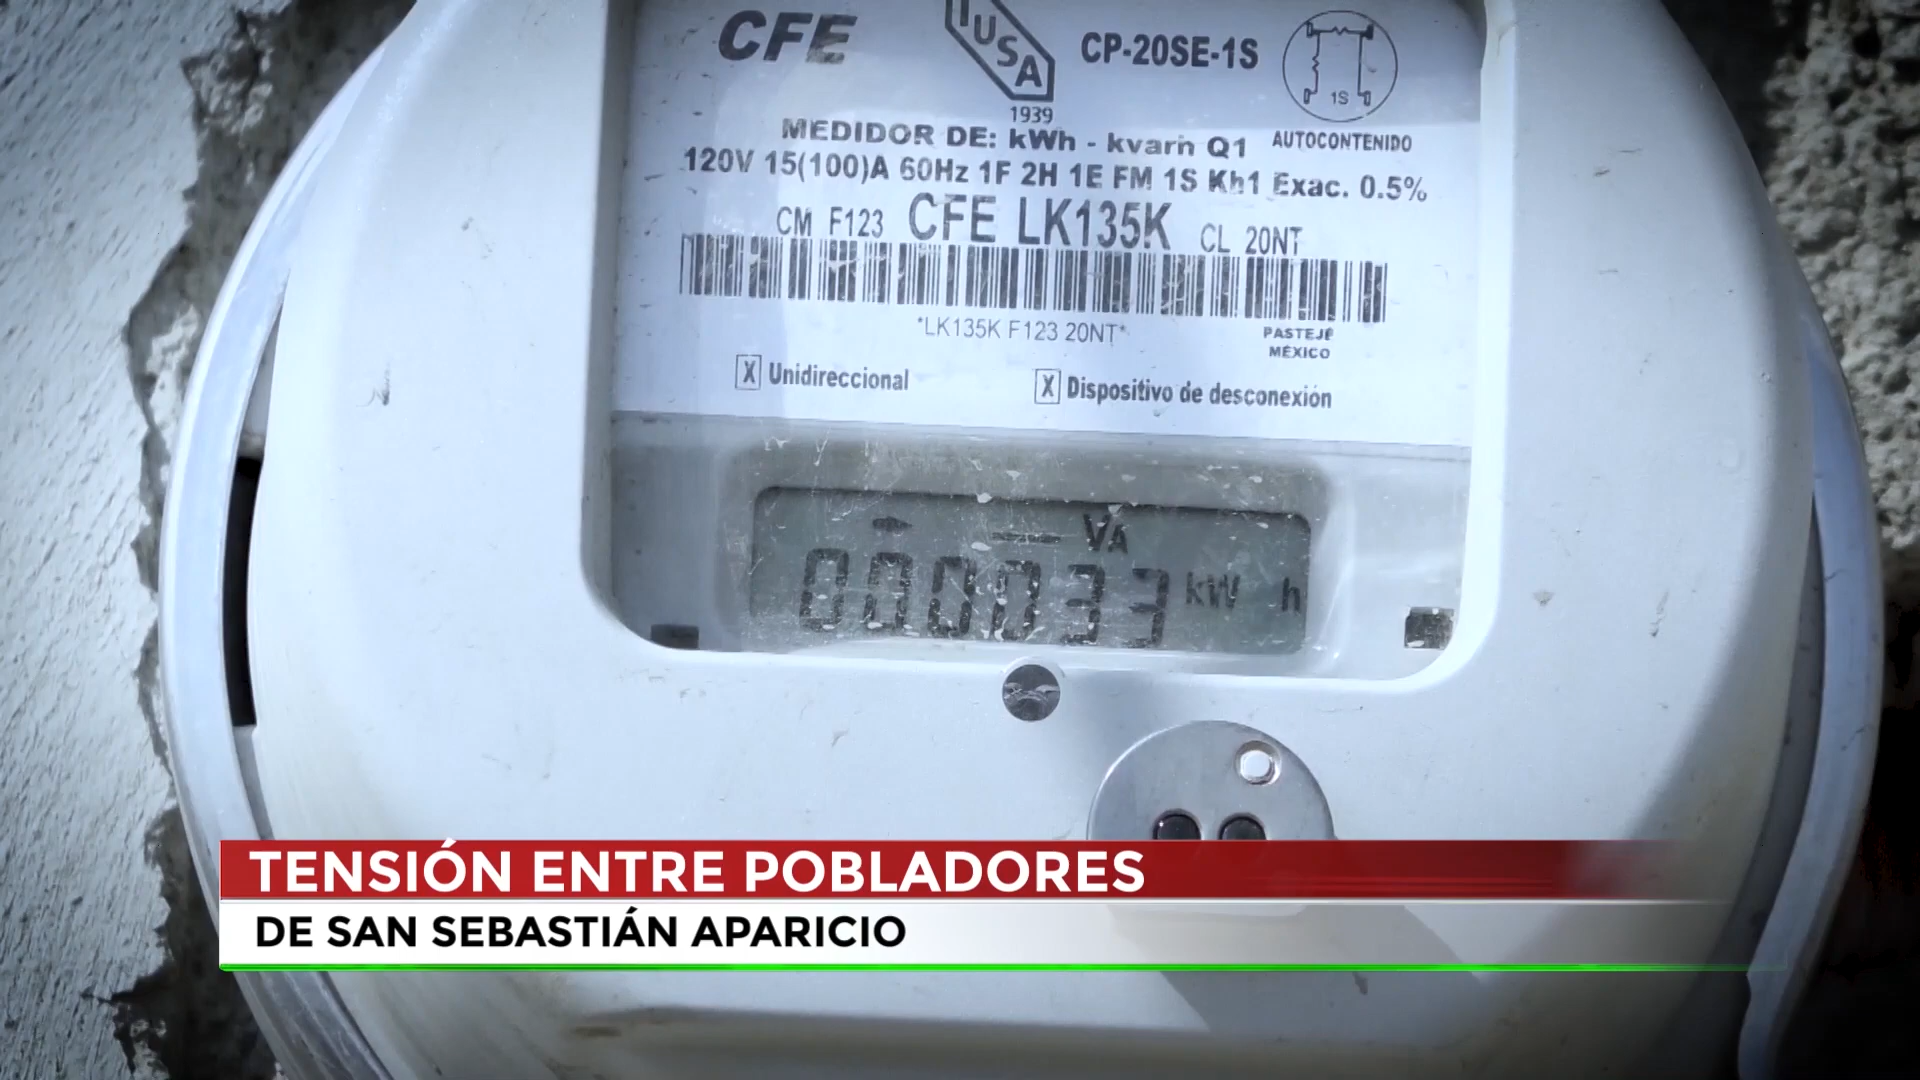 CFE
IUSA
1939
CP-20SE-1S
1S
AUTOCONTENIDO
MEDIDOR DE: kWh - kvarh Q1
120V 15(100)A 60Hz 1F 2H 1E FM 1S Kh1 Exac. 0.5%
CM F123 CFE LK135K CL 20NT
*LK135K F123 20NT*
PASTEJÉ
MÉXICO
X Unidireccional
X Dispositivo de desconexión
VA
000033 kW h
TENSIÓN ENTRE POBLADORES
DE SAN SEBASTIÁN APARICIO